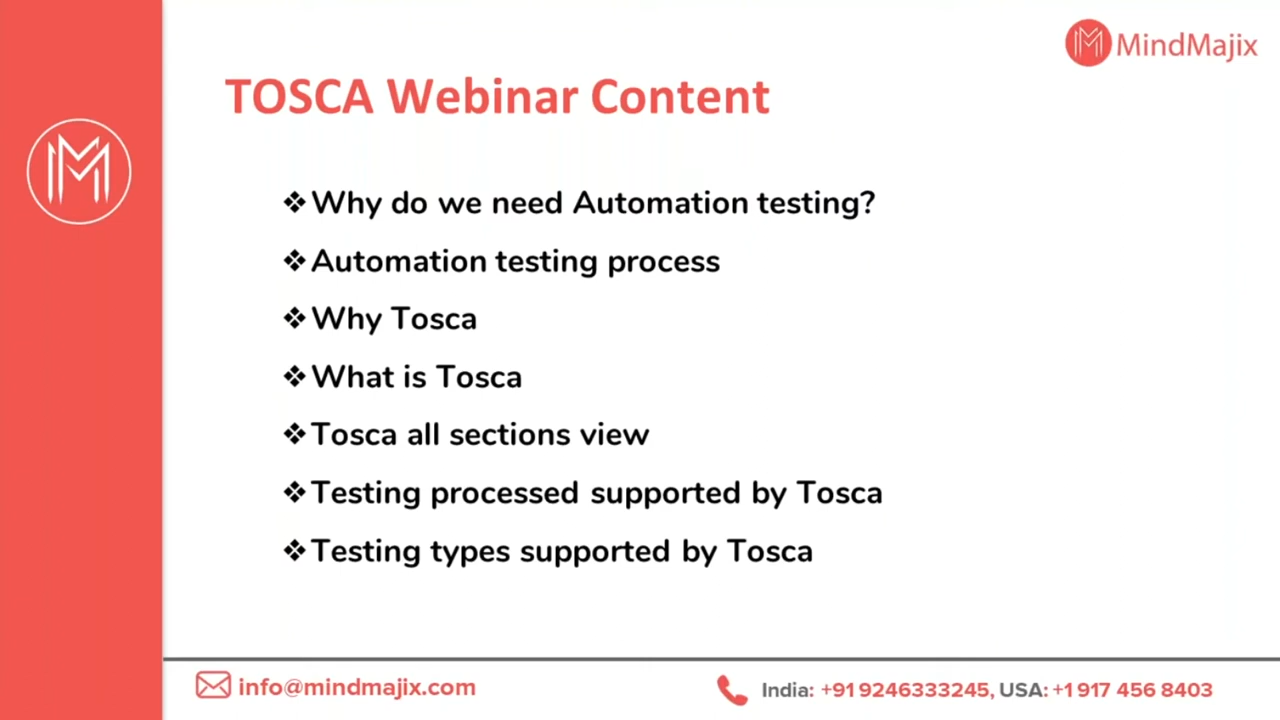 MindMajix
TOSCA Webinar Content
❖Why do we need Automation testing?
❖Automation testing process
❖Why Tosca
❖What is Tosca
❖Tosca all sections view
❖Testing processed supported by Tosca
❖Testing types supported by Tosca
info@mindmajix.com
India: +91 9246333245, USA: +1 917 456 8403